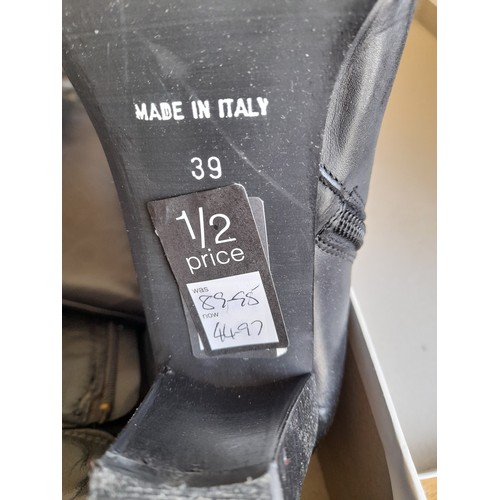 MADE IN ITALY
39
1/2
price
was
89.95
now
44.97